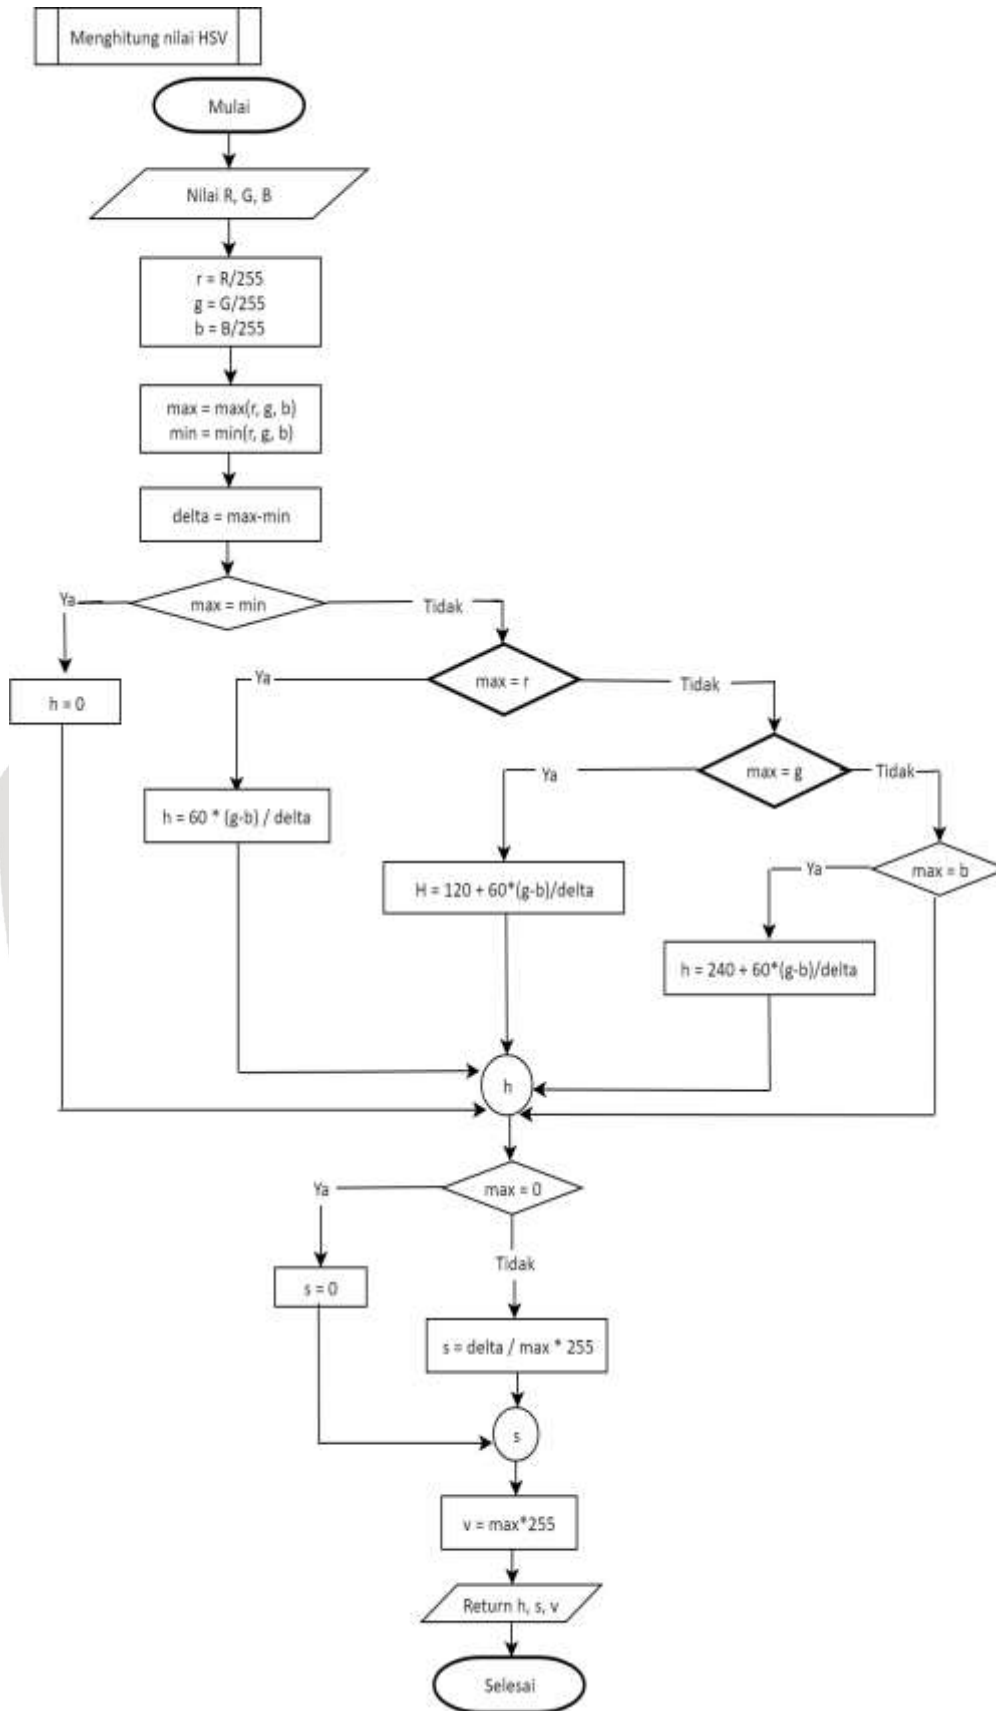 Menghitung nilai HSV
Mulai
Nilai R, G, B
r = R/255
g = G/255
b = B/255
max = max(r, g, b)
min = min(r, g, b)
delta = max-min
max = min
Ya
Tidak
h = 0
max = r
Ya
Tidak
h = 60 * (g-b) / delta
max = g
Ya
Tidak
H = 120 + 60*(g-b)/delta
max = b
Ya
h = 240 + 60*(g-b)/delta
h
max = 0
Ya
Tidak
s = 0
s = delta / max * 255
s
v = max*255
Return h, s, v
Selesai